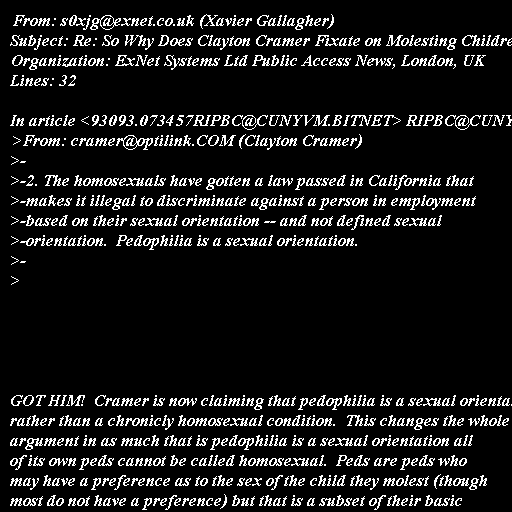 From: s0xjg@exnet.co.uk (Xavier Gallagher)
Subject: Re: So Why Does Clayton Cramer Fixate on Molesting Childre
Organization: ExNet Systems Ltd Public Access News, London, UK
Lines: 32
In article <93093.073457RIPBC@CUNYVM.BITNET> RIPBC@CUNY
>From: cramer@optilink.COM (Clayton Cramer)
>-
>-2. The homosexuals have gotten a law passed in California that
>-makes it illegal to discriminate against a person in employment
>-based on their sexual orientation -- and not defined sexual
>-orientation. Pedophilia is a sexual orientation.
>-
>
GOT HIM! Cramer is now claiming that pedophilia is a sexual orienta
rather than a chronicly homosexual condition. This changes the whole
argument in as much that is pedophilia is a sexual orientation all
of its own peds cannot be called homosexual. Peds are peds who
may have a preference as to the sex of the child they molest (though
most do not have a preference) but that is a subset of their basic